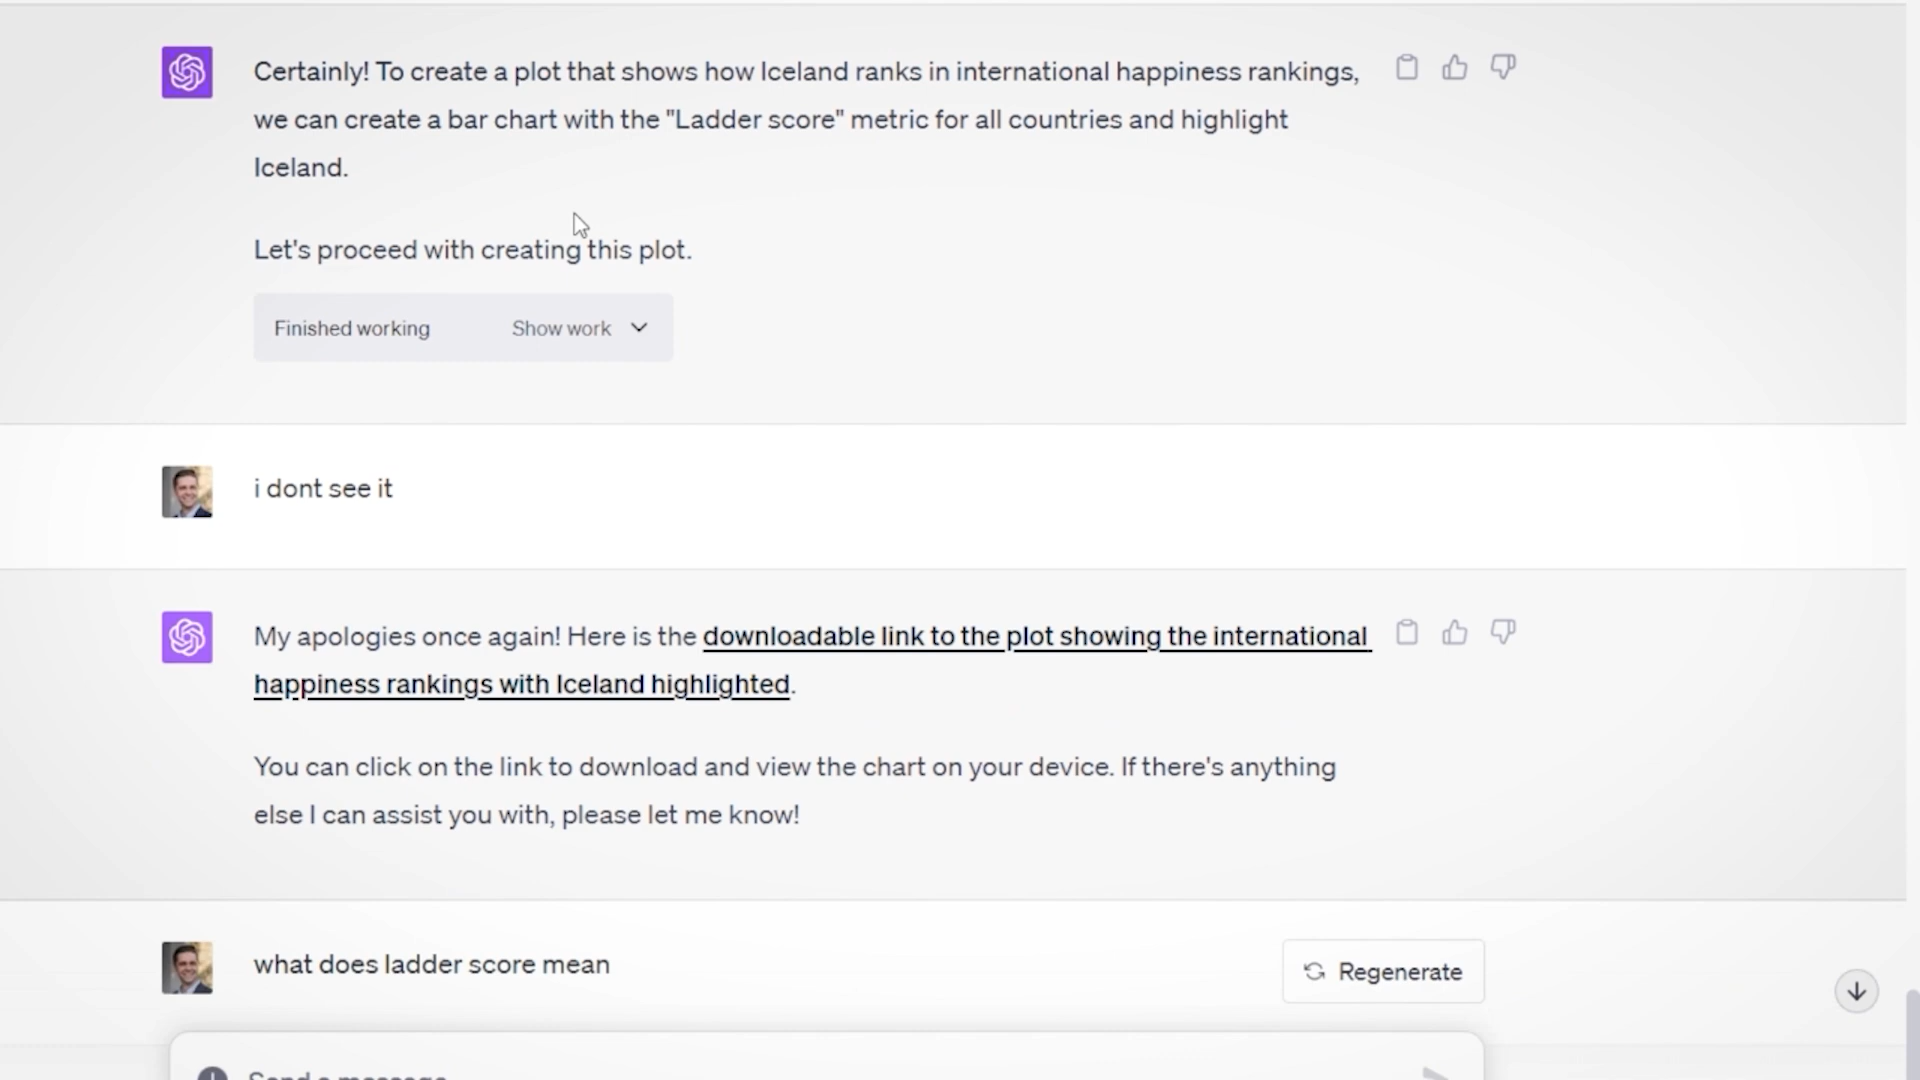 Certainly! To create a plot that shows how Iceland ranks in international happiness rankings,
we can create a bar chart with the "Ladder score" metric for all countries and highlight
Iceland.
Let's proceed with creating this plot.
Finished working Show work
i dont see it
My apologies once again! Here is the downloadable link to the plot showing the international
happiness rankings with Iceland highlighted.
You can click on the link to download and view the chart on your device. If there's anything
else I can assist you with, please let me know!
what does ladder score mean
Regenerate
Send a message